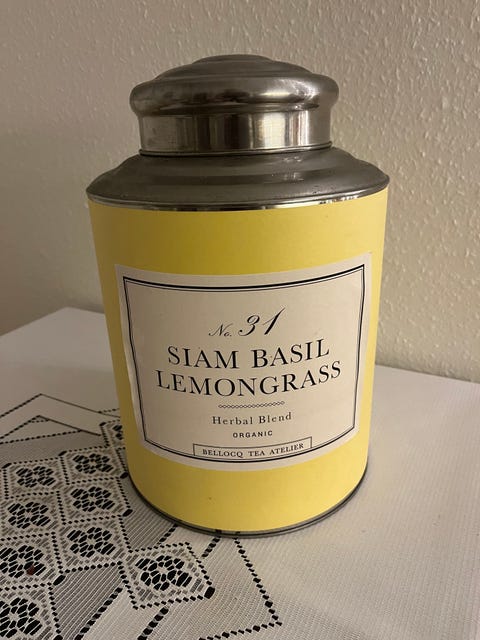 No. 31
SIAM BASIL
LEMONGRASS
Herbal Blend
ORGANIC
BELLOCQ TEA ATELIER